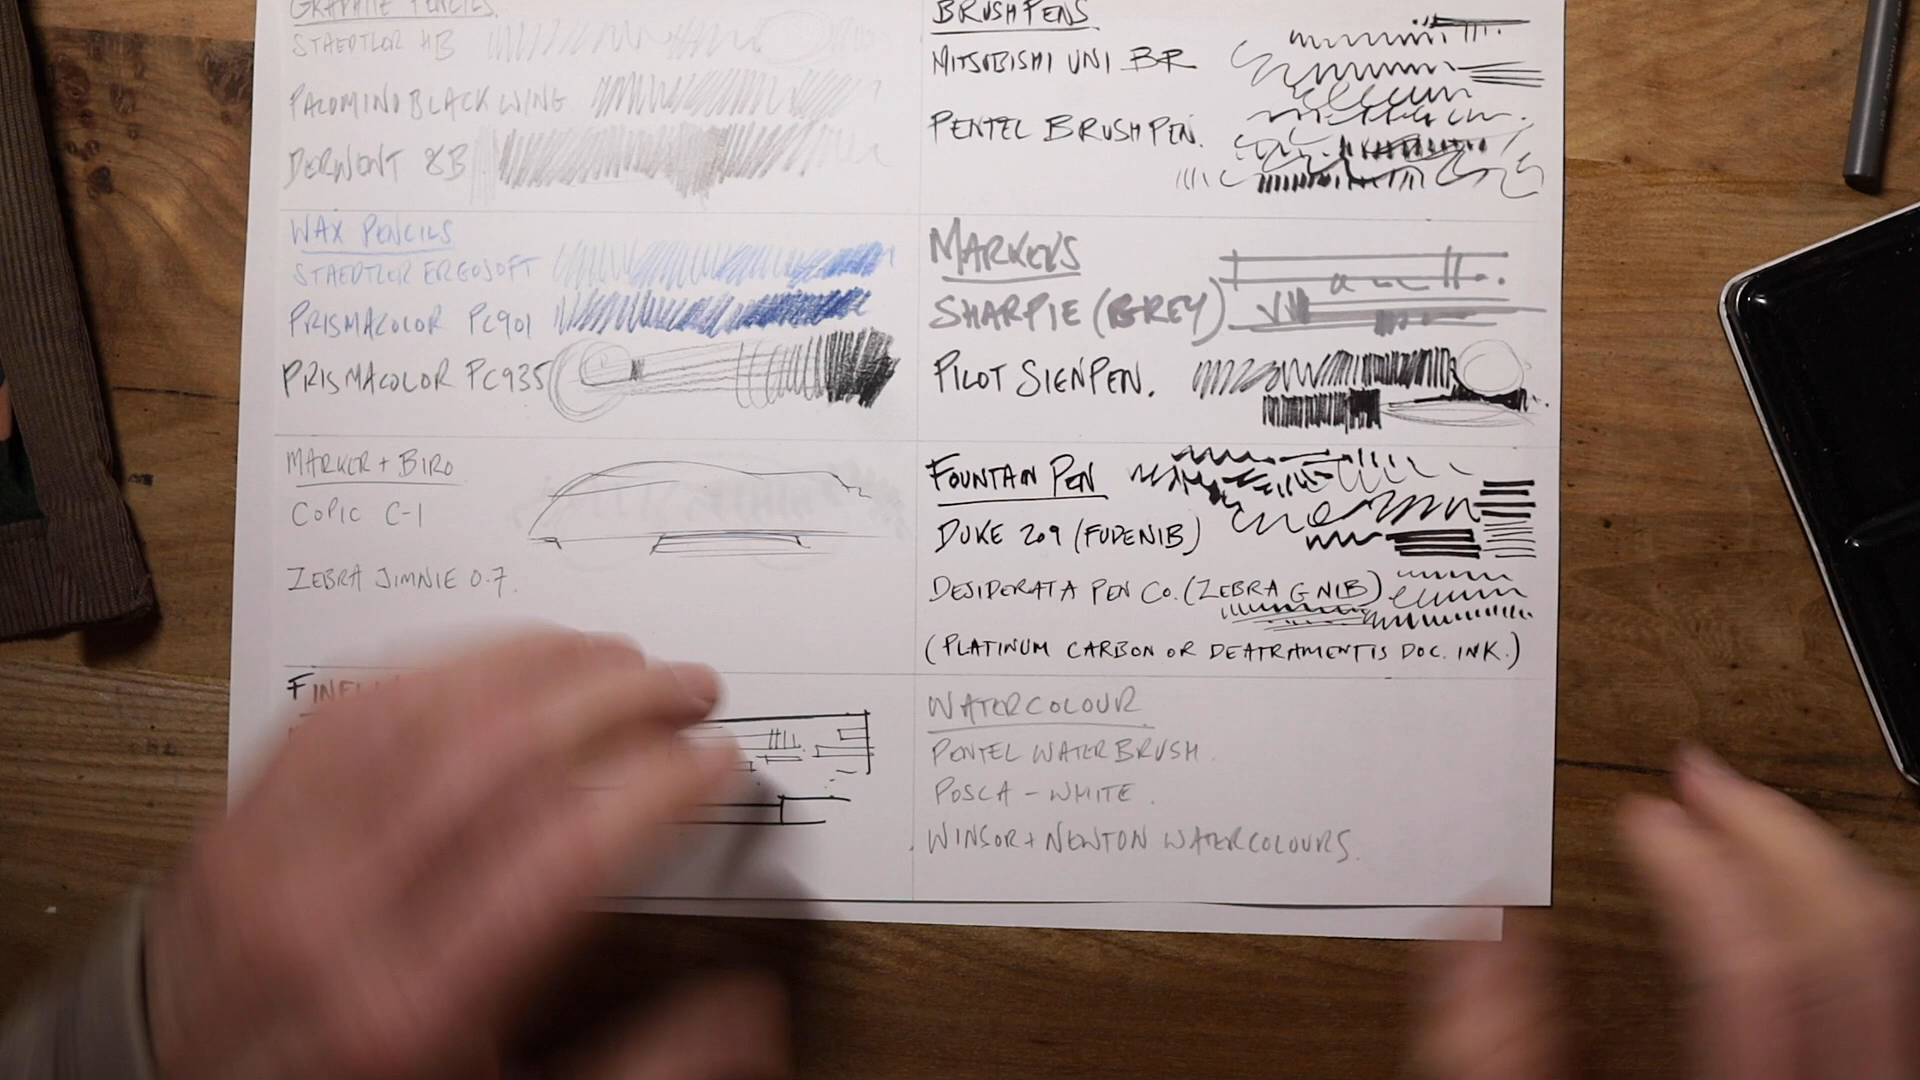 GRAPHITE PENCILS.
STAEDTLOR HB
PALOMINO BLACKWING
DERWENT 8B
WAX PENCILS
STAEDTLER ERGOSOFT
PRISMACOLOR PC901
PRISMACOLOR PC935
MARKER + BIRO
COPIC C-1
ZEBRA JIMNIE 0.7.
BRUSH PENS
MITSUBISHI UNI BR
PENTEL BRUSH PEN.
MARKERS
SHARPIE (GREY)
PILOT SIENPEN.
FOUNTAIN PEN
DUKE 209 (FUDENIB)
DESIDERATA PEN CO. (ZEBRA G NIB)
(PLATINUM CARBON OR DEATRAMENTIS DOC. INK.)
WATERCOLOUR
PENTEL WATERBRUSH.
POSCA - WHITE.
WINSOR + NEWTON WATERCOLOURS.